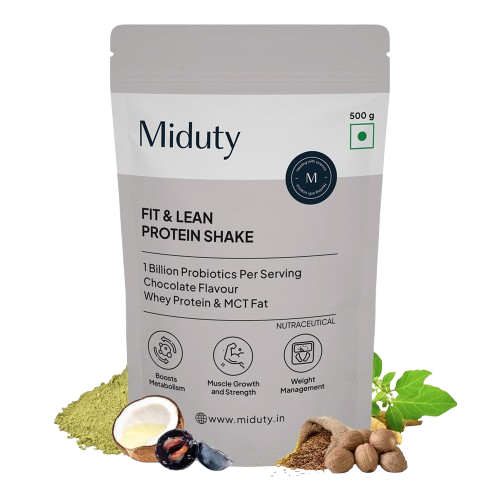 500 g
Miduty
M
FIT & LEAN
PROTEIN SHAKE
1 Billion Probiotics Per Serving
Chocolate Flavour
Whey Protein & MCT Fat
NUTRACEUTICAL
Boosts
Metabolism
Muscle Growth
and Strength
Weight
Management
www.miduty.in